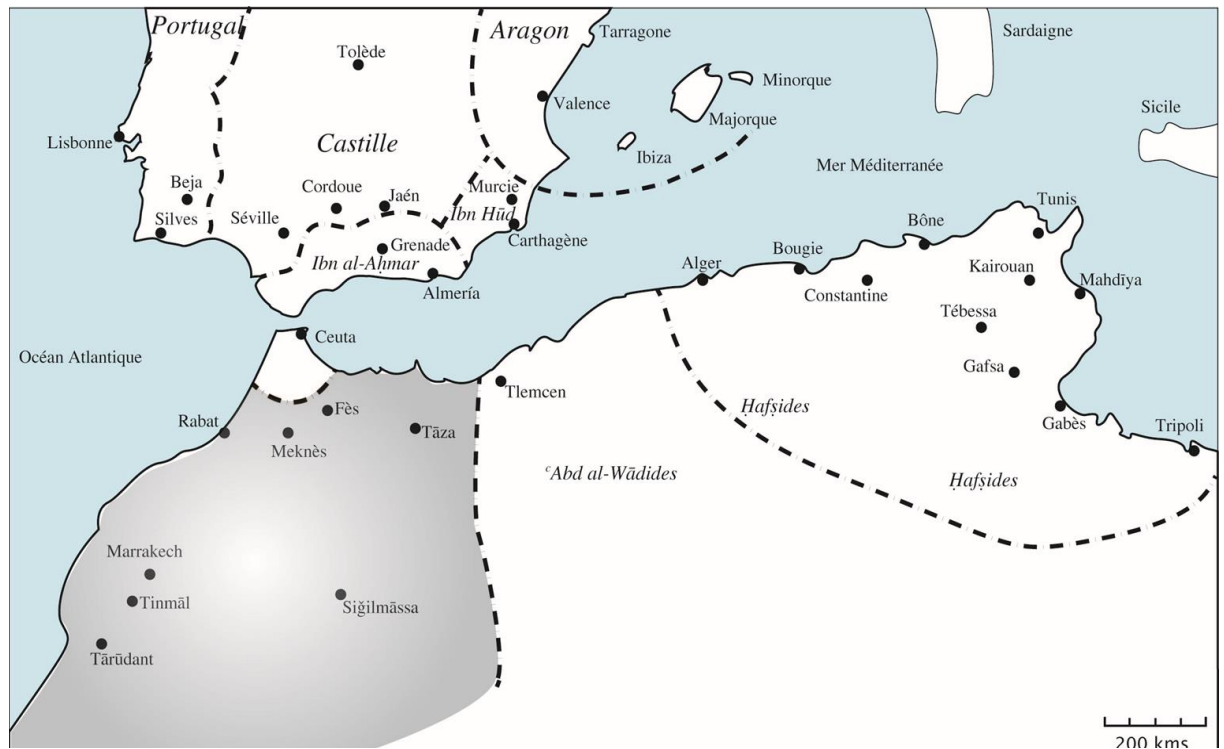 Portugal
Aragon
Tarragone
Sardaigne
Tolède
Minorque
Valence
Sicile
Majorque
Lisbonne
Castille
Ibiza
Mer Méditerranée
Beja
Cordoue
Jaén
Murcie
Tunis
Silves
Séville
Ibn Hūd
Bône
Grenade
Carthagène
Bougie
Ibn al-Aḥmar
Alger
Kairouan
Almería
Constantine
Mahdīya
Tébessa
Ceuta
Océan Atlantique
Gafsa
Tlemcen
Ḥafṣides
Fès
Rabat
Tāza
Gabès
Meknès
Tripoli
ᶜAbd al-Wādides
Ḥafṣides
Marrakech
Tinmāl
Siğilmāssa
Tārūdant
200 kms